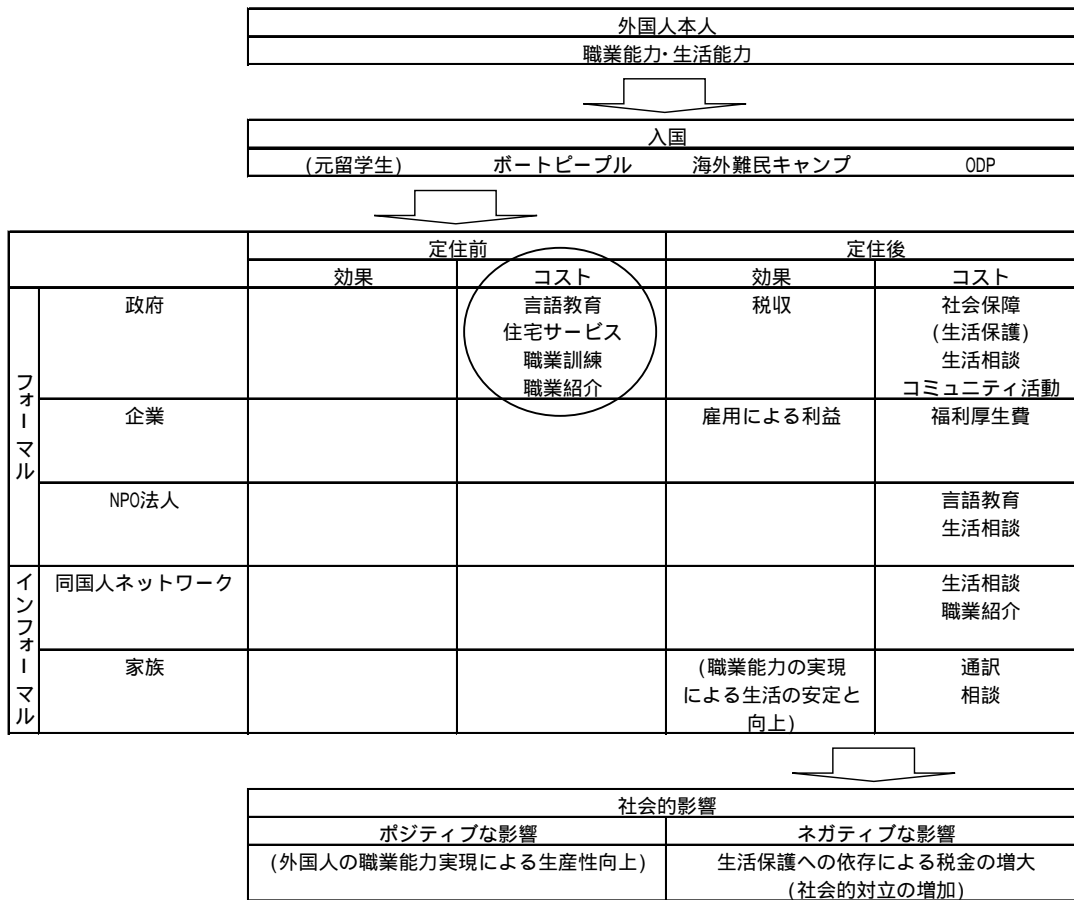 外国人本人
職業能力・生活能力
入国
(元留学生) ボートピープル 海外難民キャンプ ODP
定住前 定住後
効果 コスト 効果 コスト
フォーマル
政府 言語教育 税収 社会保障
住宅サービス (生活保護)
職業訓練 生活相談
職業紹介 コミュニティ活動
企業 雇用による利益 福利厚生費
NPO法人 言語教育
生活相談
インフォーマル
同国人ネットワーク 生活相談
職業紹介
家族 (職業能力の実現 通訳
による生活の安定と 相談
向上)
社会的影響
ポジティブな影響 ネガティブな影響
(外国人の職業能力実現による生産性向上) 生活保護への依存による税金の増大
(社会的対立の増加)